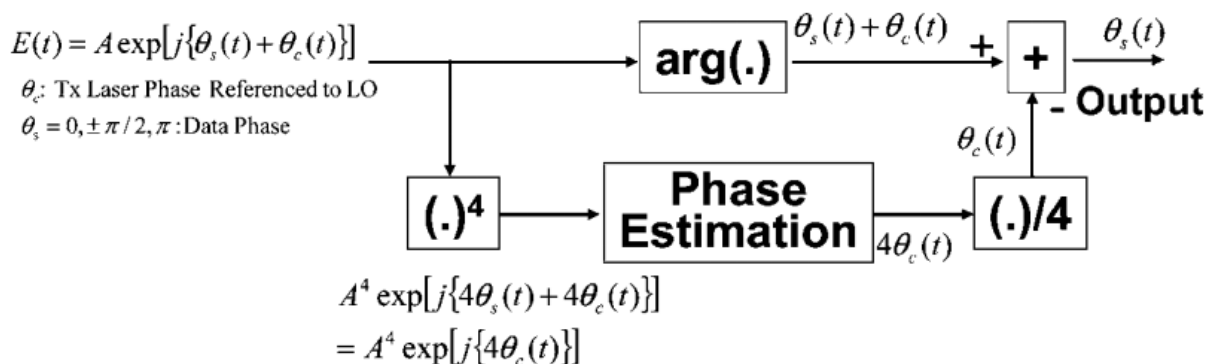 E(t) = A exp[j{θs(t) + θc(t)}]
θc: Tx Laser Phase Referenced to LO
θs = 0, ±π/2, π :Data Phase
arg(.)
θs(t) + θc(t)
+
+
θs(t)
- Output
θc(t)
(.)⁴
Phase
Estimation
4θc(t)
(.)/4
A⁴ exp[j{4θs(t) + 4θc(t)}]
= A⁴ exp[j{4θc(t)}]